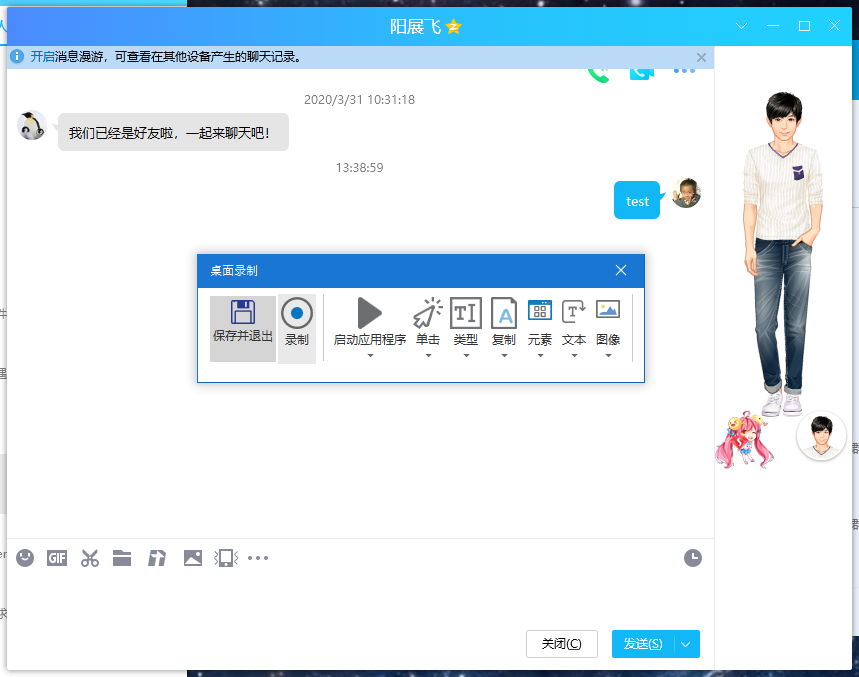 阳展飞
开启消息漫游，可查看在其他设备产生的聊天记录。
2020/3/31 10:31:18
我们已经是好友啦，一起来聊天吧！
13:38:59
test
桌面录制
保存并退出 录制 启动应用程序 单击 类型 复制 元素 文本 图像
GIF
关闭(C) 发送(S)